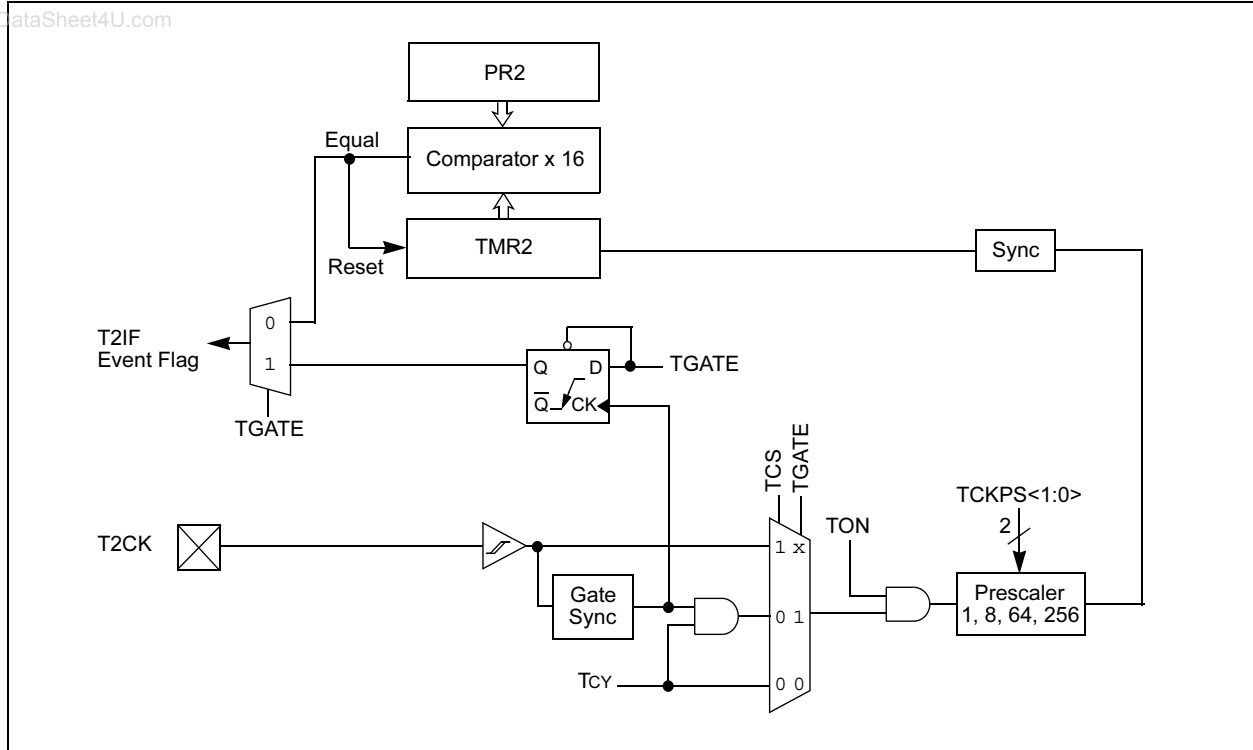 DataSheet4U.com
PR2
Equal
Comparator x 16
TMR2
Reset
Sync
T2IF
Event Flag
0
1
TGATE
Q
D
Q
CK
TGATE
TCS
TGATE
TCKPS<1:0>
2
TON
T2CK
1 x
Gate
Sync
0 1
Prescaler
1, 8, 64, 256
TCY
0 0